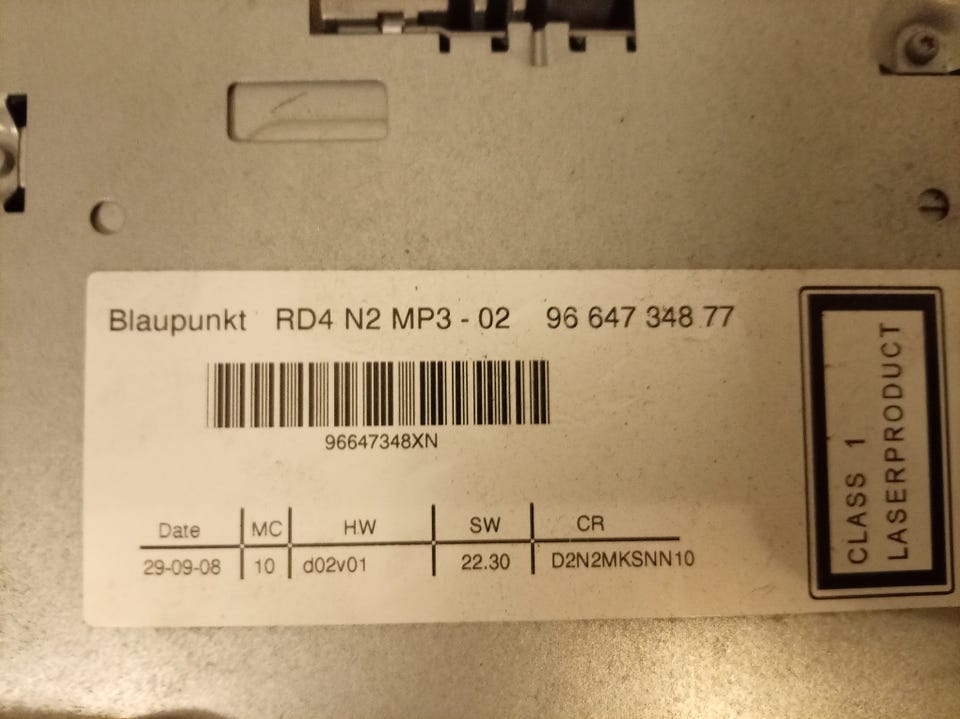 Blaupunkt RD4 N2 MP3 - 02 96 647 348 77
96647348XN
Date MC HW SW CR
29-09-08 10 d02v01 22.30 D2N2MKSNN10
CLASS 1
LASERPRODUCT